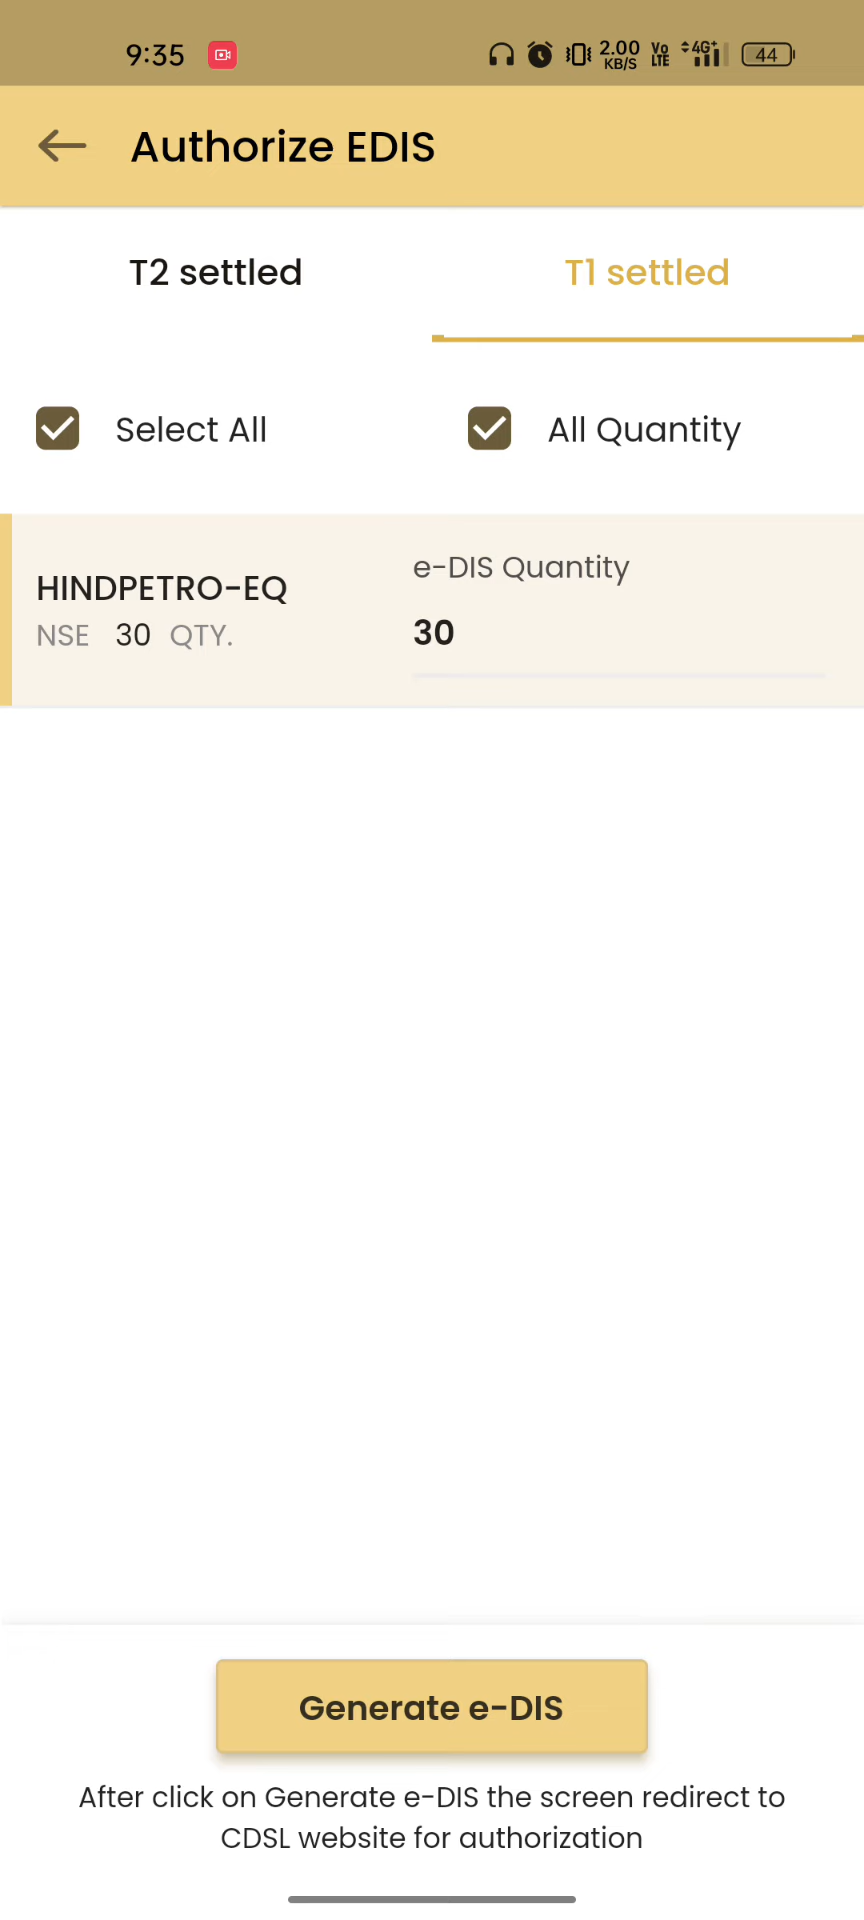 9:35 2.00 KB/S Vo LTE 4G+ 44
Authorize EDIS
T2 settled T1 settled
Select All All Quantity
e-DIS Quantity
HINDPETRO-EQ
NSE 30 QTY. 30
Generate e-DIS
After click on Generate e-DIS the screen redirect to
CDSL website for authorization